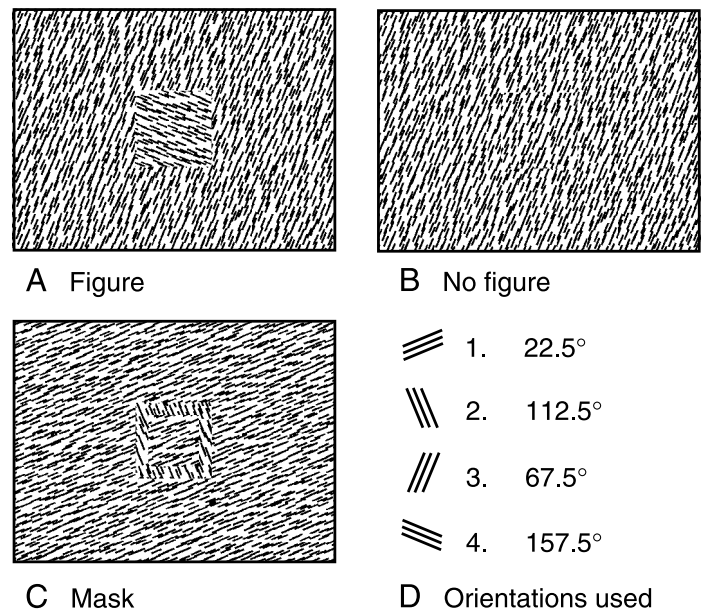 A Figure
B No figure
C Mask
1. 22.5°
2. 112.5°
3. 67.5°
4. 157.5°
D Orientations used